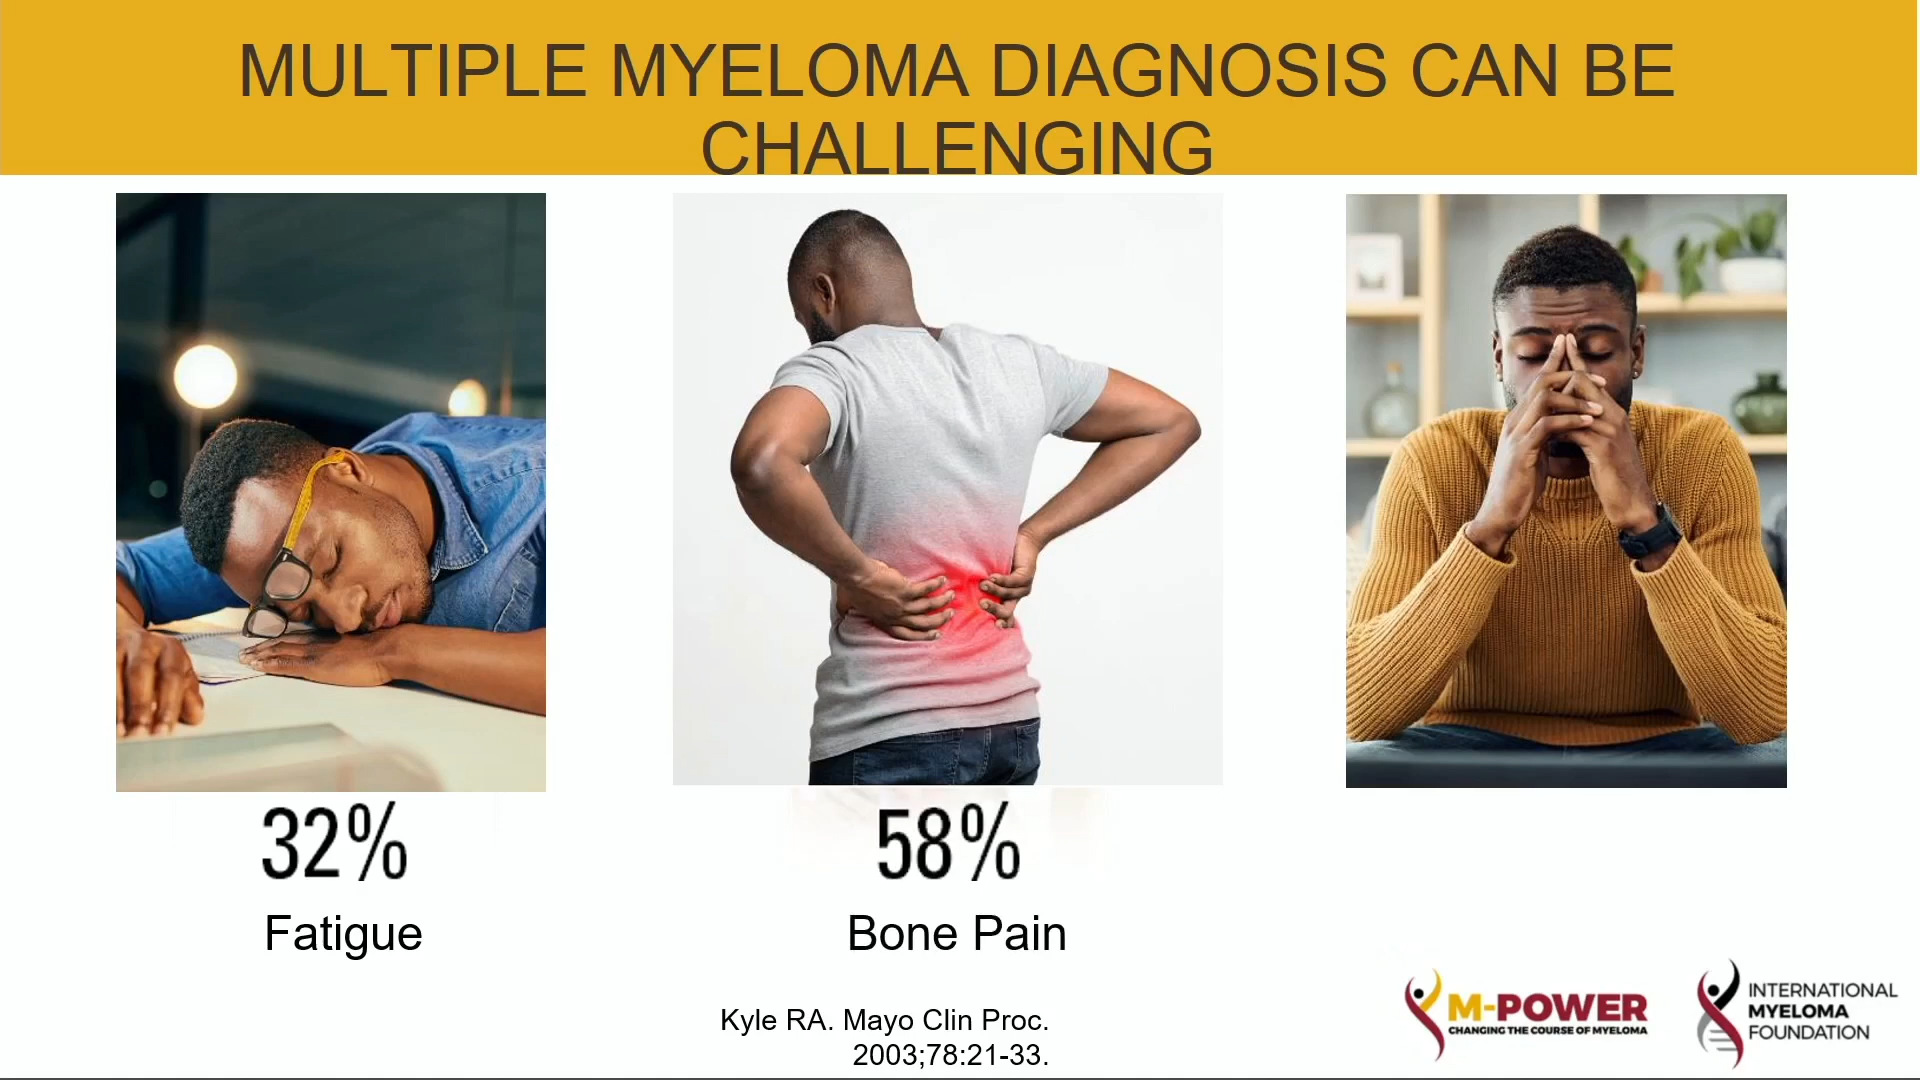 MULTIPLE MYELOMA DIAGNOSIS CAN BE
CHALLENGING
32%
Fatigue
58%
Bone Pain
Kyle RA. Mayo Clin Proc.
2003;78:21-33.
M-POWER
CHANGING THE COURSE OF MYELOMA
INTERNATIONAL
MYELOMA
FOUNDATION